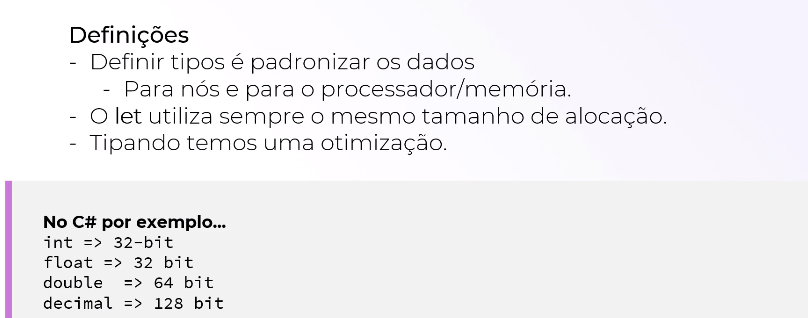 Definições
- Definir tipos é padronizar os dados
- Para nós e para o processador/memória.
- O let utiliza sempre o mesmo tamanho de alocação.
- Tipando temos uma otimização.
No C# por exemplo...
int => 32-bit
float => 32 bit
double  => 64 bit
decimal => 128 bit